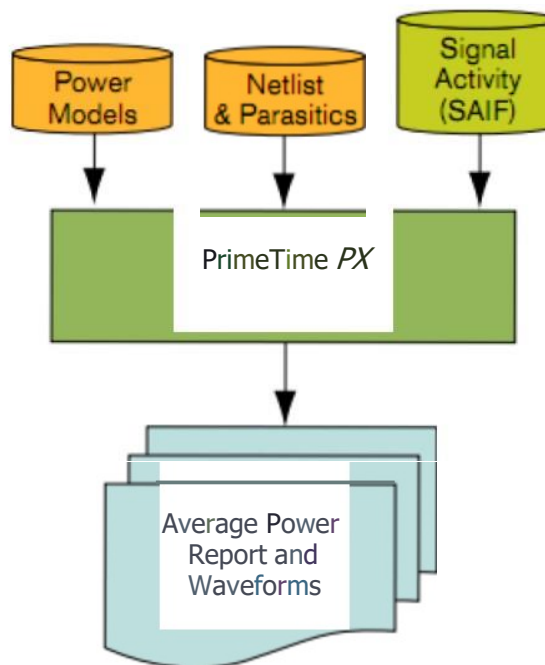 Power
Models
Netlist
& Parasitics
Signal
Activity
(SAIF)
PrimeTime PX
Average Power
Report and
Waveforms